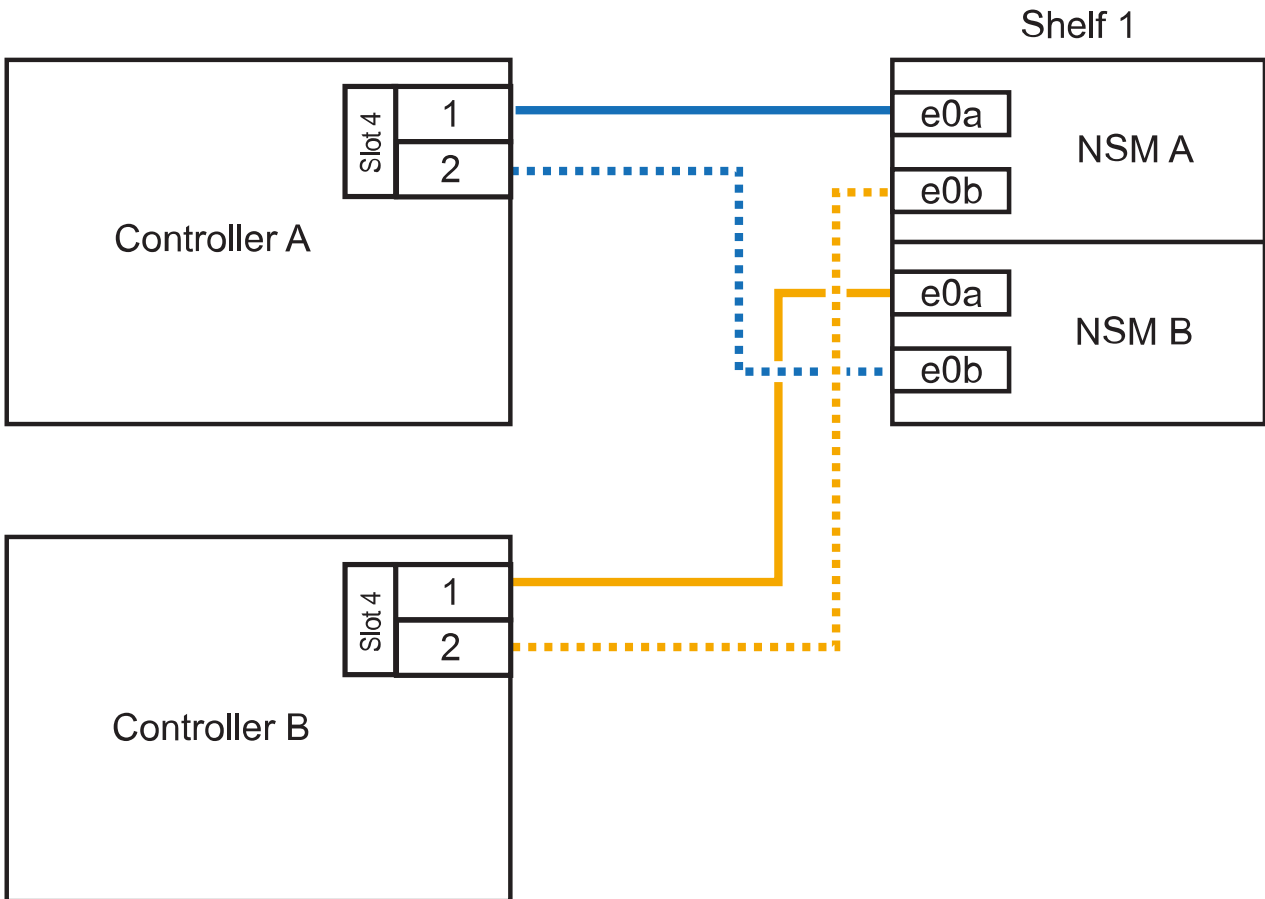 Shelf 1
Slot 4
1
2
Controller A
e0a
e0b
NSM A
e0a
e0b
NSM B
Slot 4
1
2
Controller B